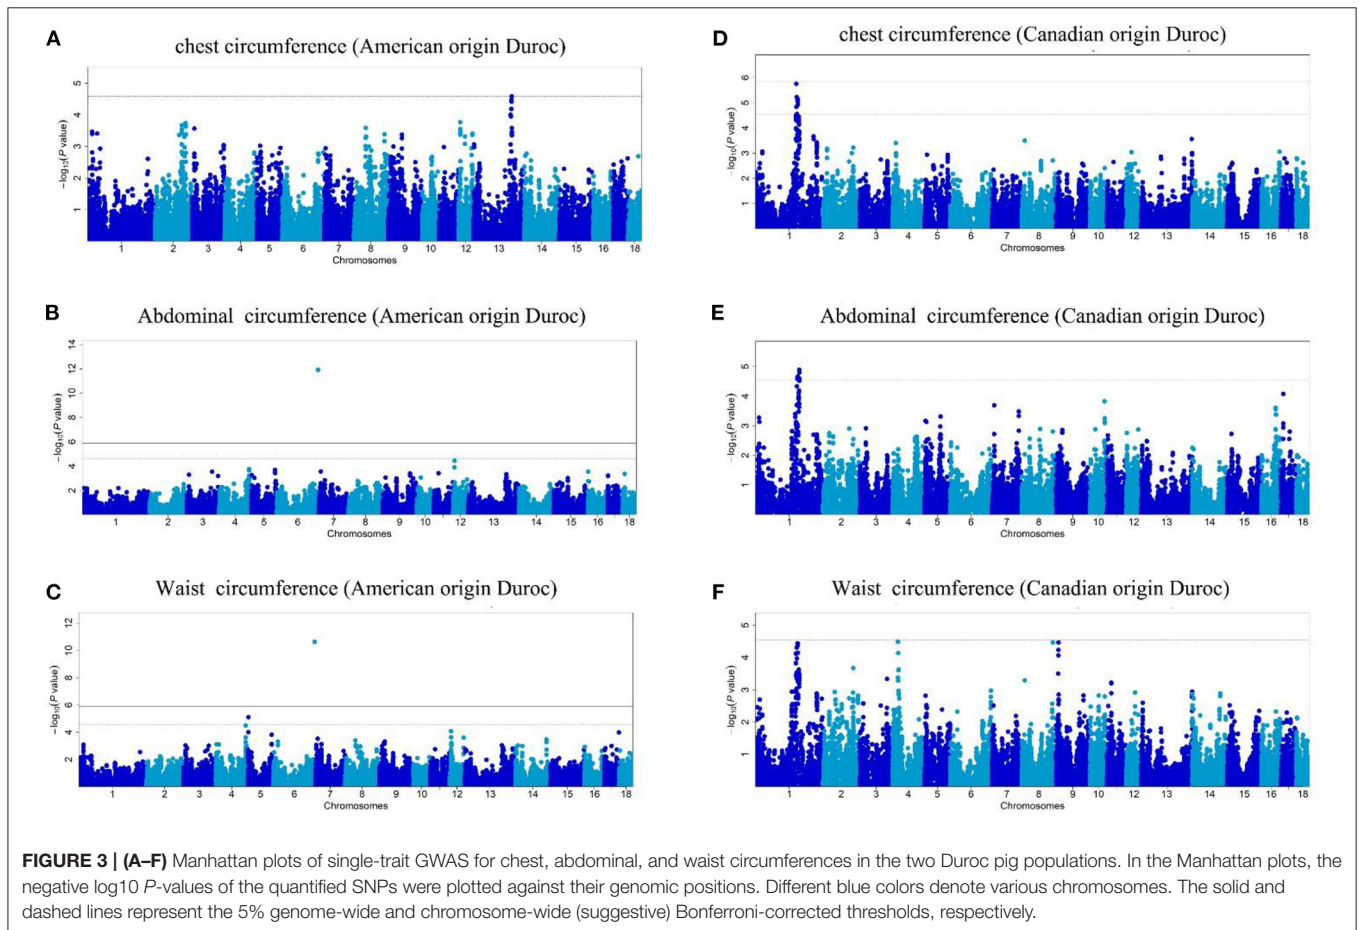 A
chest circumference (American origin Duroc)
5
4
3
2
1
−log10(P value)
1 2 3 4 5 6 7 8 9 10 12 13 14 15 16 18
Chromosomes
B
Abdominal circumference (American origin Duroc)
14
12
10
8
6
4
2
−log10(P value)
1 2 3 4 5 6 7 8 9 10 12 13 14 15 16 18
Chromosomes
C
Waist circumference (American origin Duroc)
12
10
8
6
4
2
−log10(P value)
1 2 3 4 5 6 7 8 9 10 12 13 14 15 16 18
Chromosomes
D
chest circumference (Canadian origin Duroc)
6
5
4
3
2
1
−log10(P value)
1 2 3 4 5 6 7 8 9 10 12 13 14 15 16 18
Chromosomes
E
Abdominal circumference (Canadian origin Duroc)
5
4
3
2
1
−log10(P value)
1 2 3 4 5 6 7 8 9 10 12 13 14 15 16 18
Chromosomes
F
Waist circumference (Canadian origin Duroc)
5
4
3
2
1
−log10(P value)
1 2 3 4 5 6 7 8 9 10 12 13 14 15 16 18
Chromosomes
FIGURE 3 | (A–F) Manhattan plots of single-trait GWAS for chest, abdominal, and waist circumferences in the two Duroc pig populations. In the Manhattan plots, the
negative log10 P-values of the quantified SNPs were plotted against their genomic positions. Different blue colors denote various chromosomes. The solid and
dashed lines represent the 5% genome-wide and chromosome-wide (suggestive) Bonferroni-corrected thresholds, respectively.